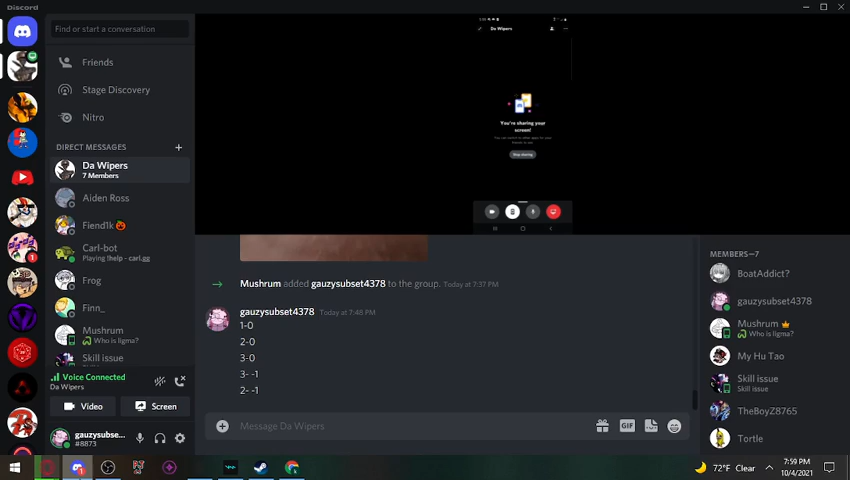 Discord
Find or start a conversation
Friends
Stage Discovery
Nitro
DIRECT MESSAGES
Da Wipers
7 Members
Aiden Ross
Fiend1k
Carl-bot
Playing !help - carl.gg
Frog
Finn_
Mushrum
Who is ligma?
Skill issue
Voice Connected
Da Wipers
Video
Screen
gauzysubse...
#8873
Da Wipers
You're sharing your
screen!
Stop sharing
Mushrum added gauzysubset4378 to the group. Today at 7:37 PM
gauzysubset4378 Today at 7:48 PM
1-0
2-0
3-0
3- -1
2- -1
Message Da Wipers
GIF
MEMBERS—7
BoatAddict?
gauzysubset4378
Mushrum
Who is ligma?
My Hu Tao
Skill issue
Skill issue
TheBoyZ8765
Tortle
72°F Clear
7:59 PM
10/4/2021